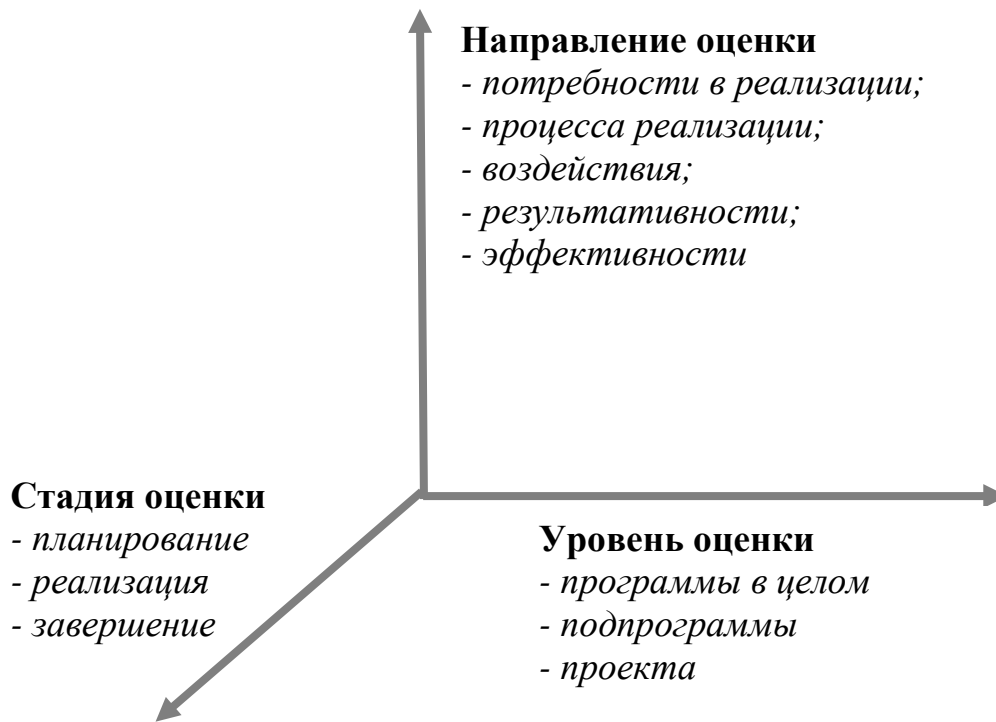 Направление оценки
- потребности в реализации;
- процесса реализации;
- воздействия;
- результативности;
- эффективности
Стадия оценки
- планирование
- реализация
- завершение
Уровень оценки
- программы в целом
- подпрограммы
- проекта